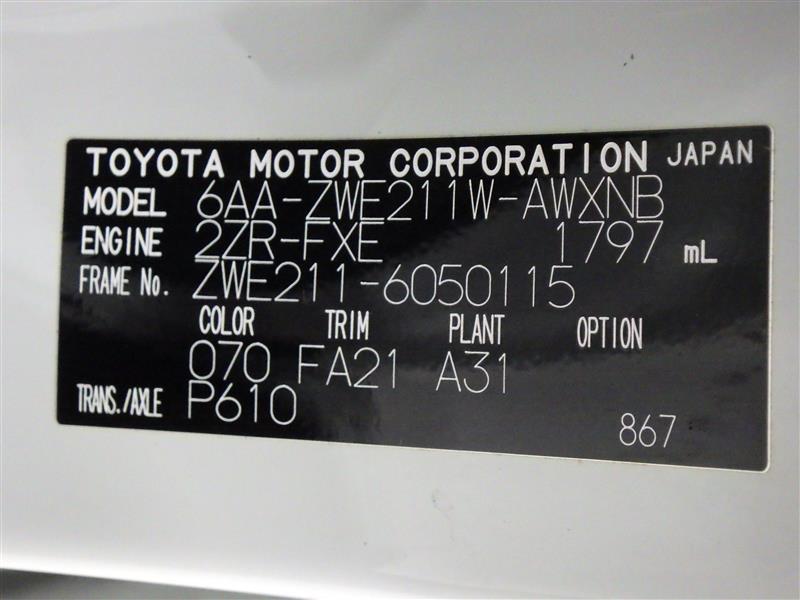 TOYOTA MOTOR CORPORATION JAPAN
MODEL 6AA-ZWE211W-AWXNB
ENGINE 2ZR-FXE 1797 mL
FRAME No. ZWE211-6050115
COLOR TRIM PLANT OPTION
070 FA21 A31
TRANS./AXLE P610
867